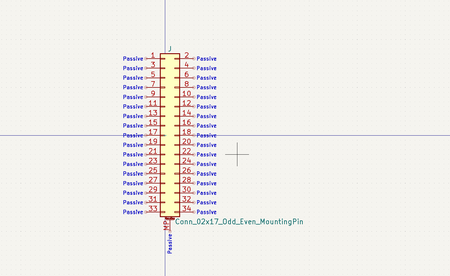 J
Passive 1 2 Passive
Passive 3 4 Passive
Passive 5 6 Passive
Passive 7 8 Passive
Passive 9 10 Passive
Passive 11 12 Passive
Passive 13 14 Passive
Passive 15 16 Passive
Passive 17 18 Passive
Passive 19 20 Passive
Passive 21 22 Passive
Passive 23 24 Passive
Passive 25 26 Passive
Passive 27 28 Passive
Passive 29 30 Passive
Passive 31 32 Passive
Passive 33 34 Passive
Conn_02x17_Odd_Even_MountingPin
MP
Passive